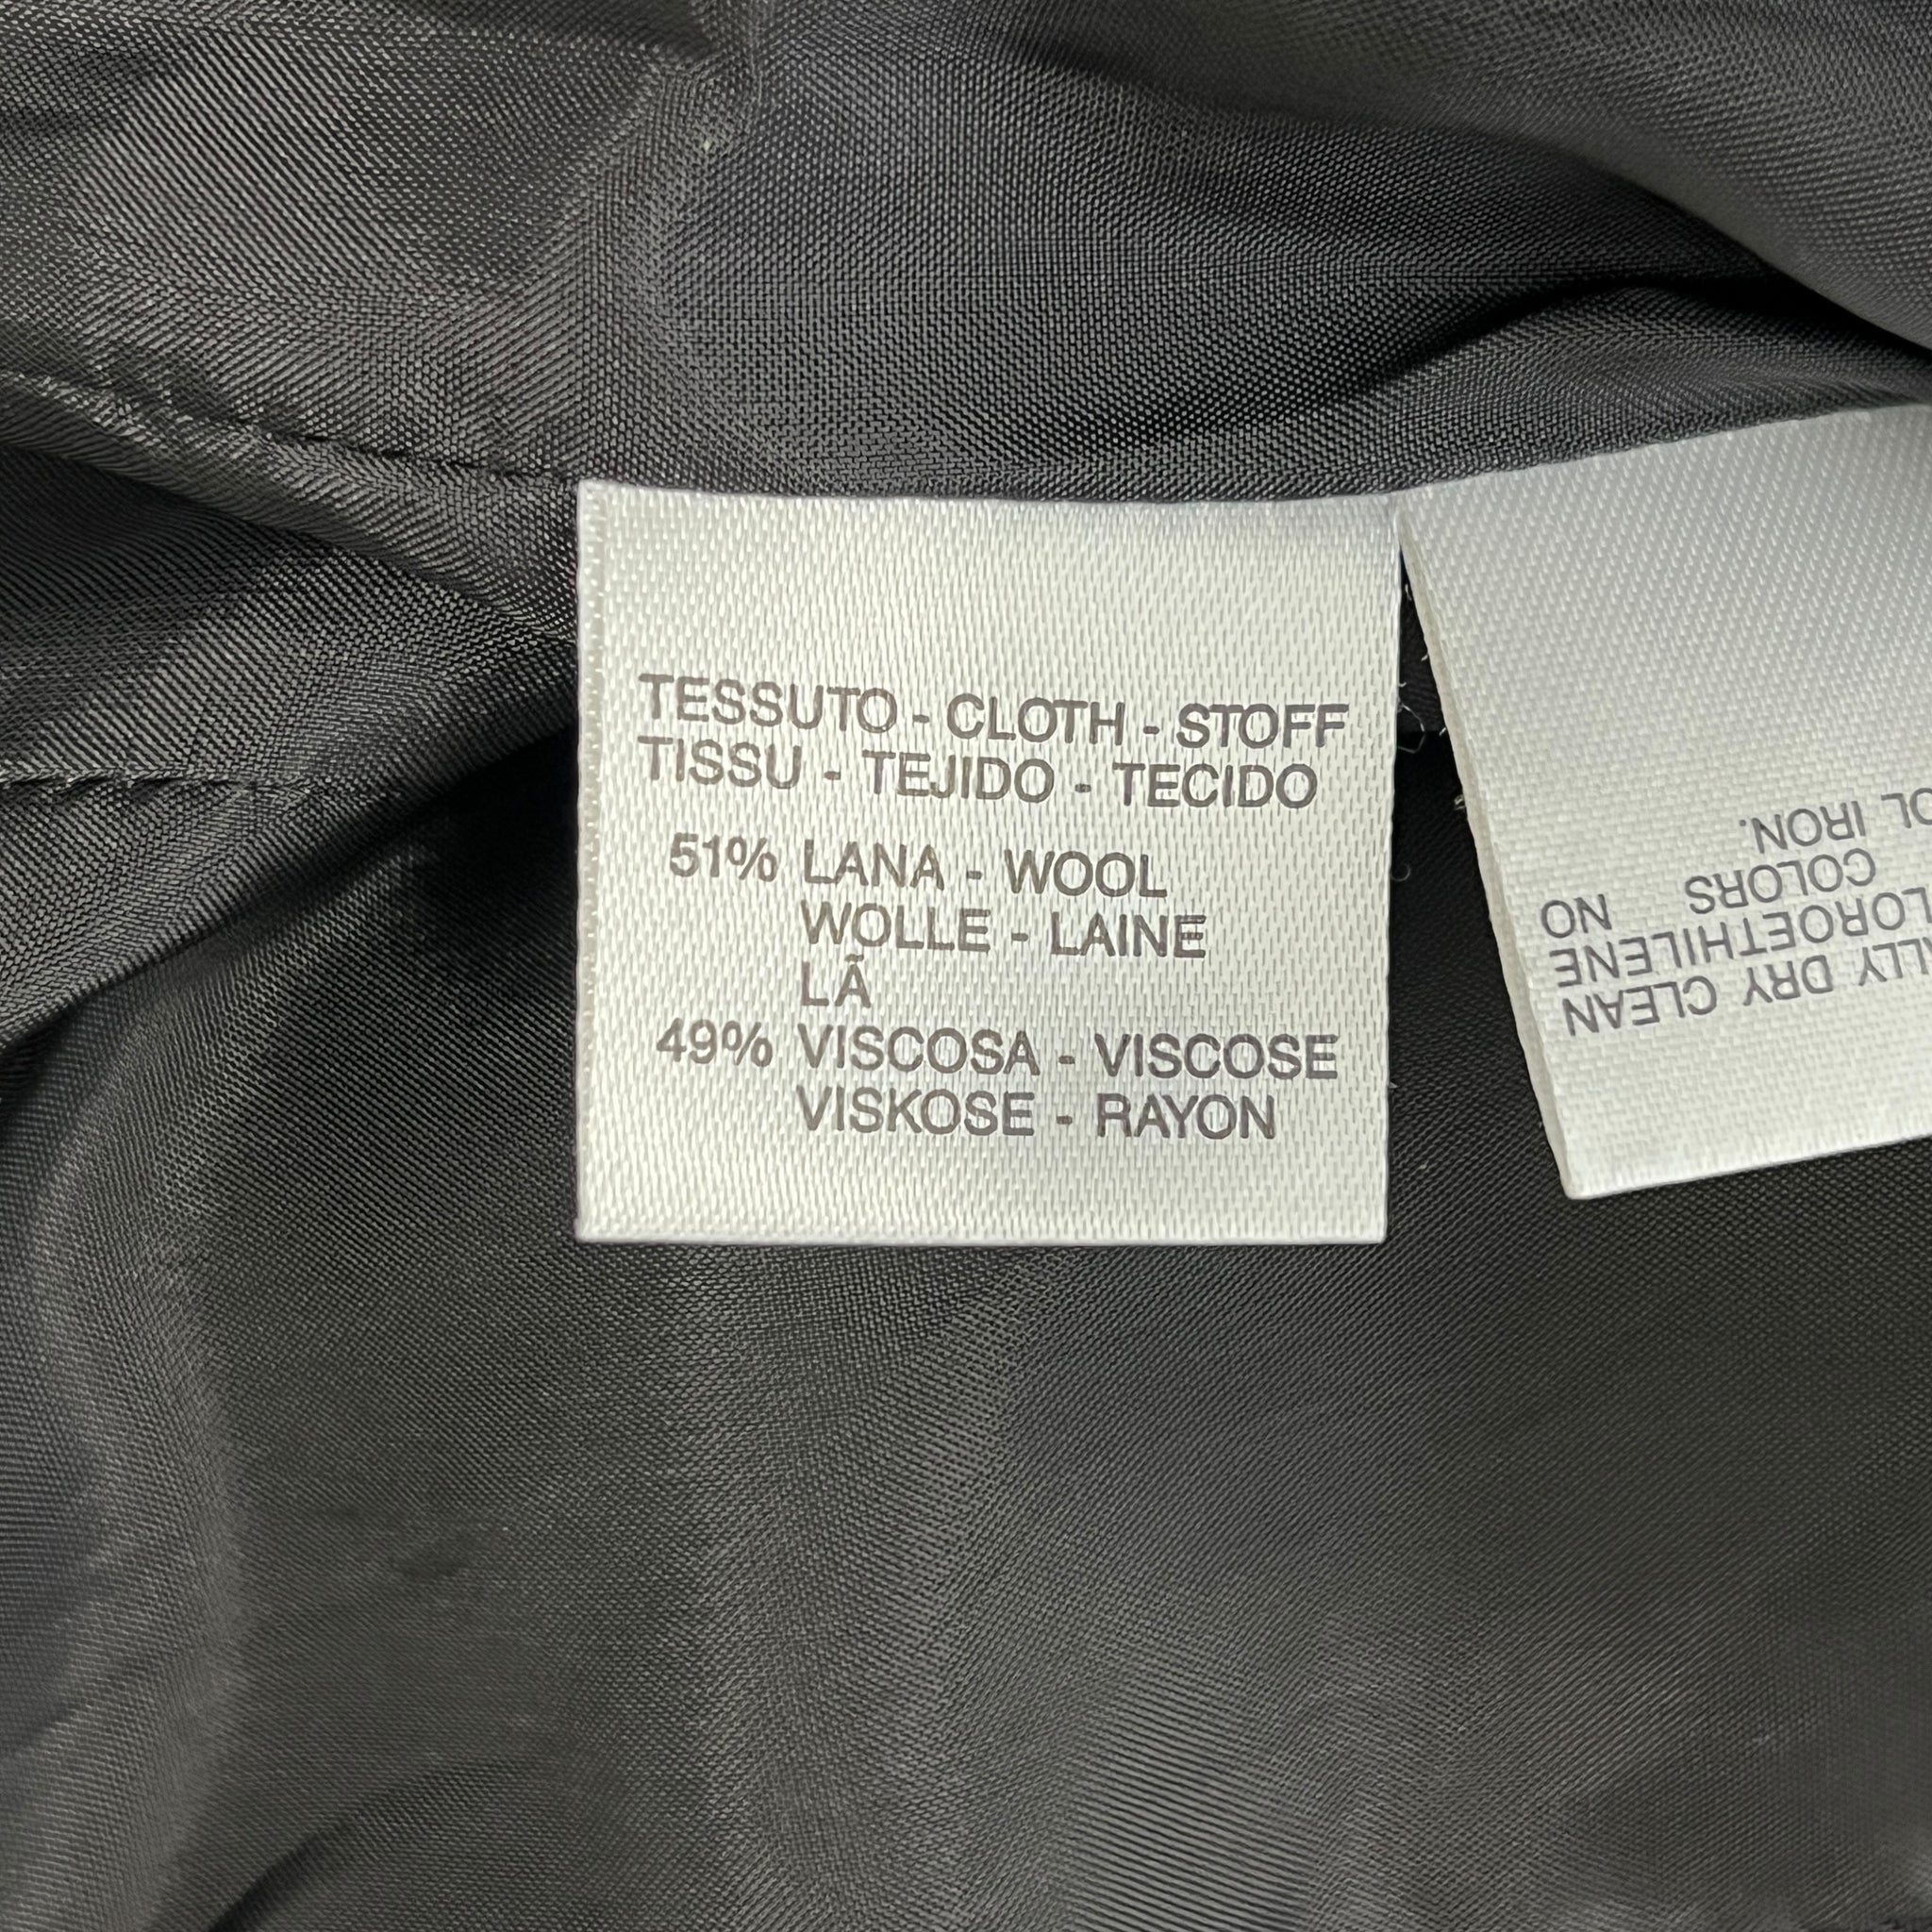 TESSUTO - CLOTH - STOFF
TISSU - TEJIDO - TECIDO
51% LANA - WOOL
WOLLE - LAINE
LÃ
49% VISCOSA - VISCOSE
VISKOSE - RAYON
DRY CLEAN
NO
COLORS
IRON.